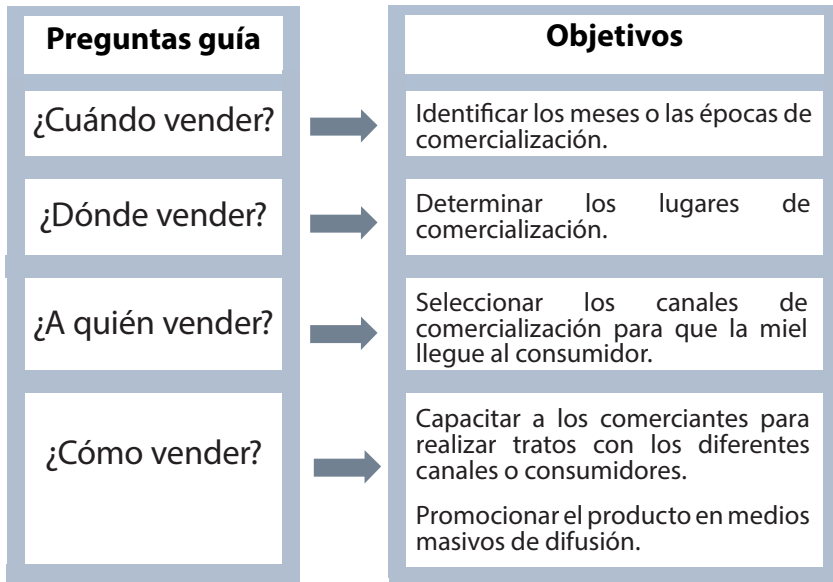 Preguntas guía
Objetivos
¿Cuándo vender?
Identificar los meses o las épocas de
comercialización.
¿Dónde vender?
Determinar los lugares de
comercialización.
¿A quién vender?
Seleccionar los canales de
comercialización para que la miel
llegue al consumidor.
¿Cómo vender?
Capacitar a los comerciantes para
realizar tratos con los diferentes
canales o consumidores.
Promocionar el producto en medios
masivos de difusión.